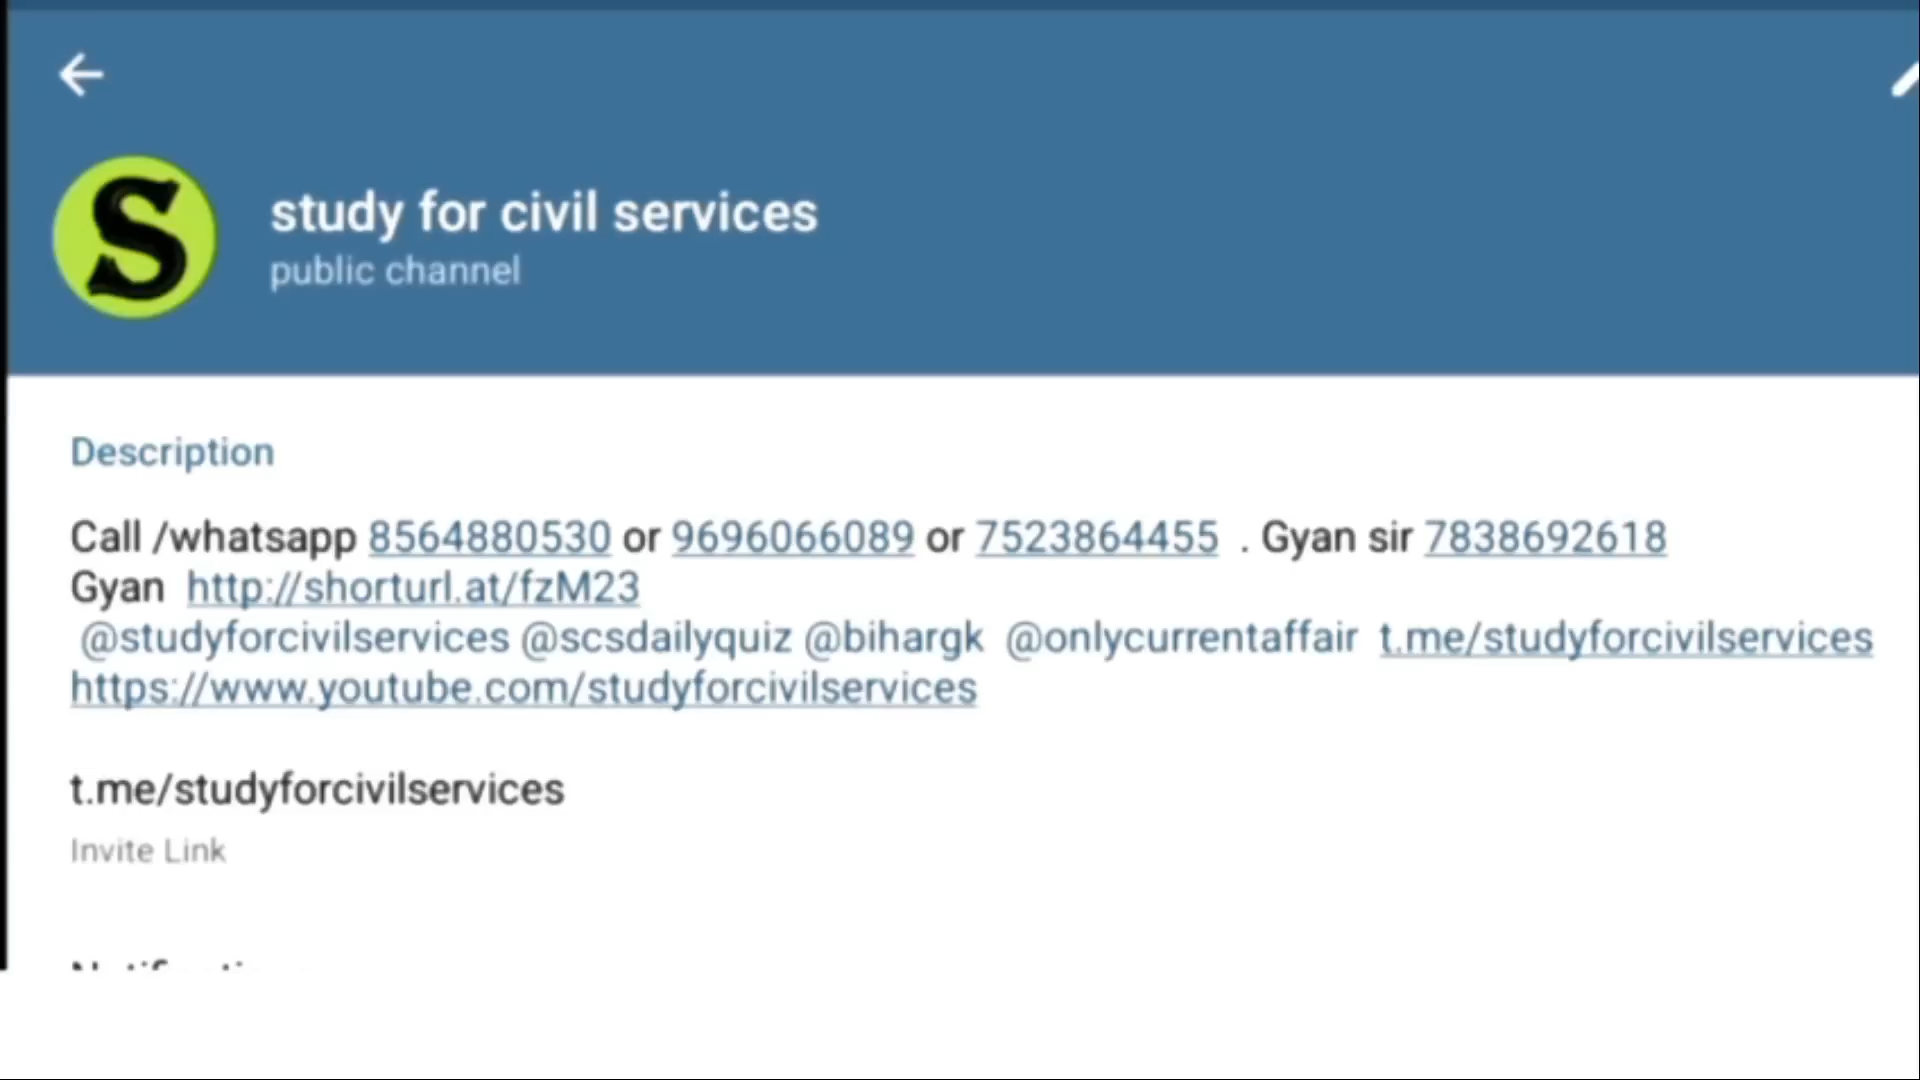 S
study for civil services
public channel
Description
Call /whatsapp 8564880530 or 9696066089 or 7523864455 . Gyan sir 7838692618
Gyan http://shorturl.at/fzM23
@studyforcivilservices @scsdailyquiz @bihargk @onlycurrentaffair t.me/studyforcivilservices
https://www.youtube.com/studyforcivilservices
t.me/studyforcivilservices
Invite Link